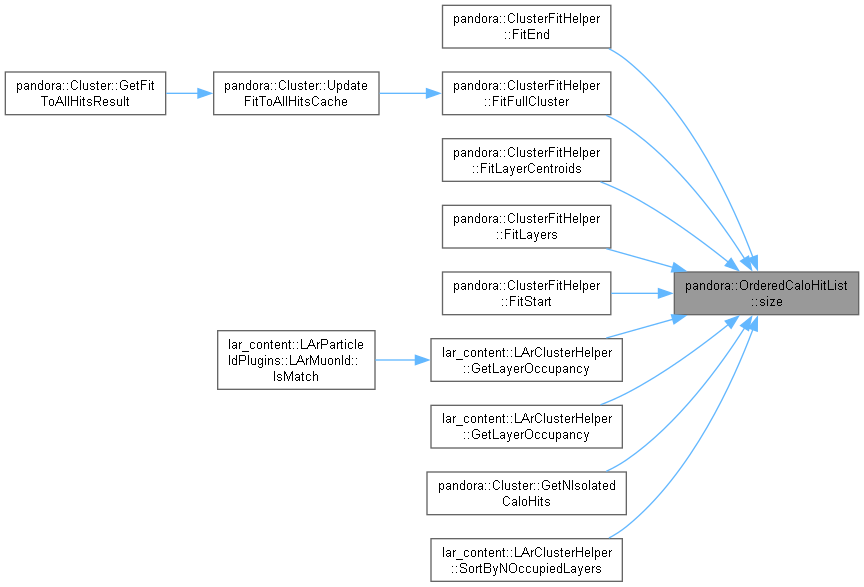 pandora::ClusterFitHelper
::FitEnd
pandora::Cluster::GetFit
ToAllHitsResult
pandora::Cluster::Update
FitToAllHitsCache
pandora::ClusterFitHelper
::FitFullCluster
pandora::ClusterFitHelper
::FitLayerCentroids
pandora::ClusterFitHelper
::FitLayers
pandora::ClusterFitHelper
::FitStart
pandora::OrderedCaloHitList
::size
lar_content::LArParticle
IdPlugins::LArMuonId::
IsMatch
lar_content::LArClusterHelper
::GetLayerOccupancy
lar_content::LArClusterHelper
::GetLayerOccupancy
pandora::Cluster::GetNIsolated
CaloHits
lar_content::LArClusterHelper
::SortByNOccupiedLayers